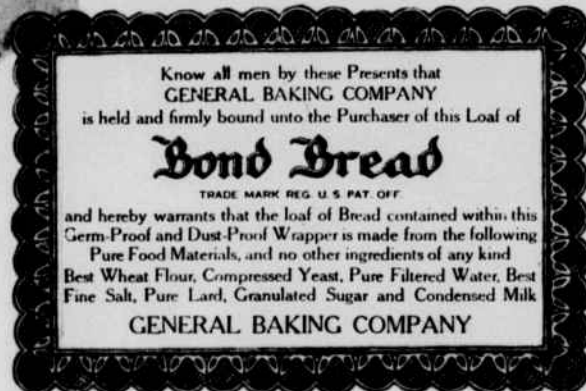 Know all men by these Presents that
GENERAL BAKING COMPANY
is held and firmly bound unto the Purchaser of this Loaf of
Bond Bread
TRADE MARK REG. U. S. PAT. OFF.
and hereby warrants that the loaf of Bread contained within this
Germ-Proof and Dust-Proof Wrapper is made from the following
Pure Food Materials, and no other ingredients of any kind
Best Wheat Flour, Compressed Yeast, Pure Filtered Water, Best
Fine Salt, Pure Lard, Granulated Sugar and Condensed Milk
GENERAL BAKING COMPANY